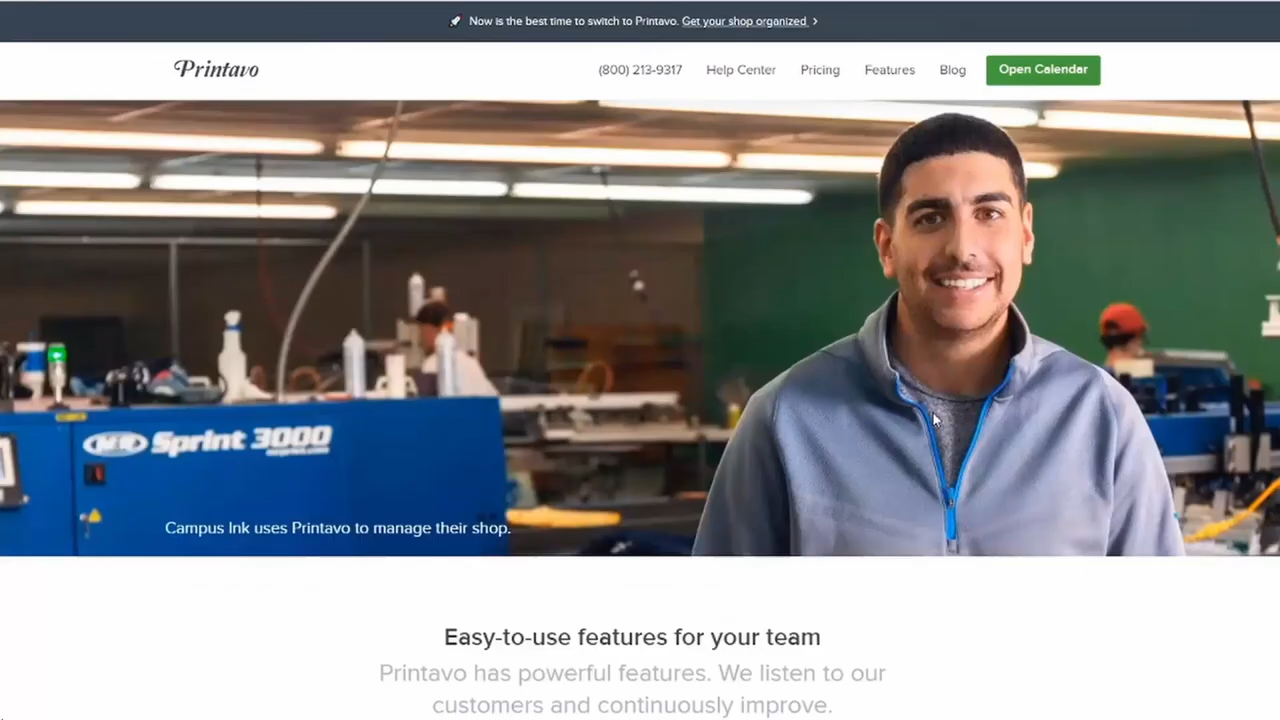 Now is the best time to switch to Printavo. Get your shop organized. >
Printavo
(800) 213-9317 Help Center Pricing Features Blog Open Calendar
Sprint 3000
Campus Ink uses Printavo to manage their shop.
Easy-to-use features for your team
Printavo has powerful features. We listen to our
customers and continuously improve.